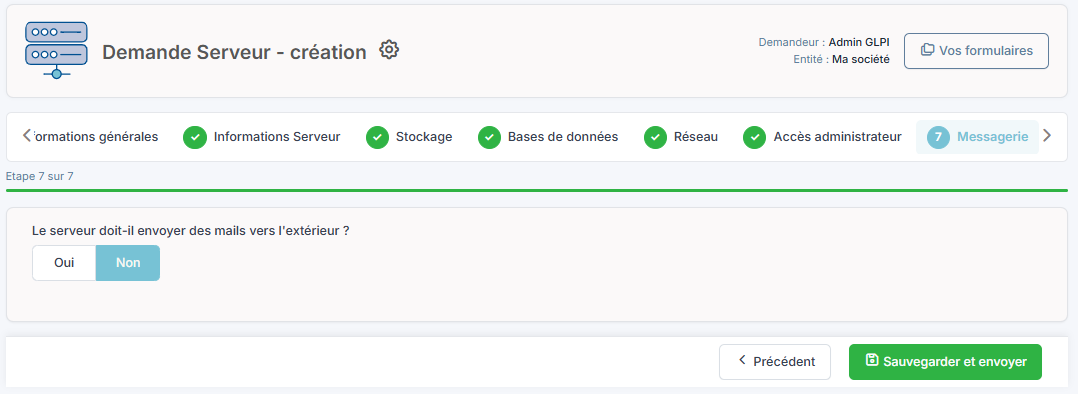 Demande Serveur - création
Demandeur : Admin GLPI
Entité : Ma société
Vos formulaires
ormations générales
Informations Serveur
Stockage
Bases de données
Réseau
Accès administrateur
7 Messagerie
Etape 7 sur 7
Le serveur doit-il envoyer des mails vers l'extérieur ?
Oui
Non
Précédent
Sauvegarder et envoyer